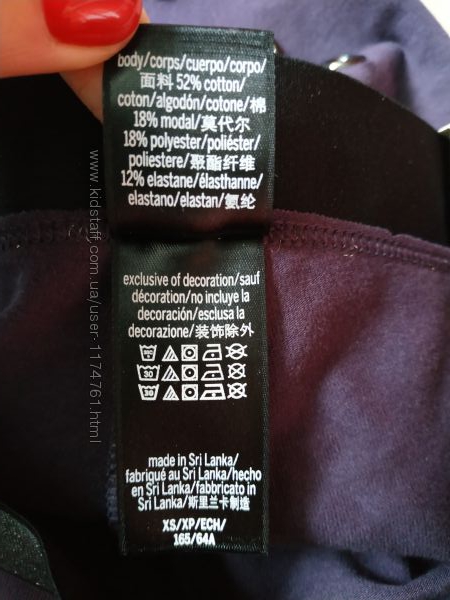 body/corps/cuerpo/corpo/
面料 52% cotton/
coton/algodón/cotone/棉
18% modal/莫代尔
18% polyester/poliéster/
poliestere/聚酯纤维
12% elastane/élasthanne/
elastano/elastan/氨纶
exclusive of decoration/sauf
décoration/no incluye la
decoración/esclusa la
decorazione/装饰除外
30
30
made in Sri Lanka/
fabriqué au Sri Lanka/hecho
en Sri Lanka/fabbricato in
Sri Lanka/斯里兰卡制造
XS/XP/ECH/
165/64A
www.kidstaff.com.ua/user-1174761.html